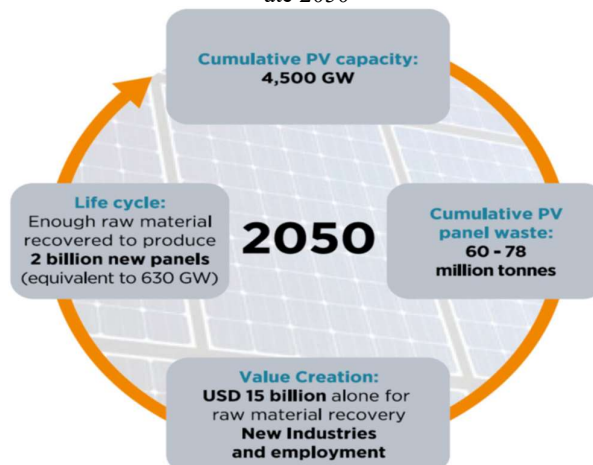 até 2050
Cumulative PV capacity:
4,500 GW
Life cycle:
Enough raw material
recovered to produce
2 billion new panels
(equivalent to 630 GW)
2050
Cumulative PV
panel waste:
60 - 78
million tonnes
Value Creation:
USD 15 billion alone for
raw material recovery
New Industries
and employment